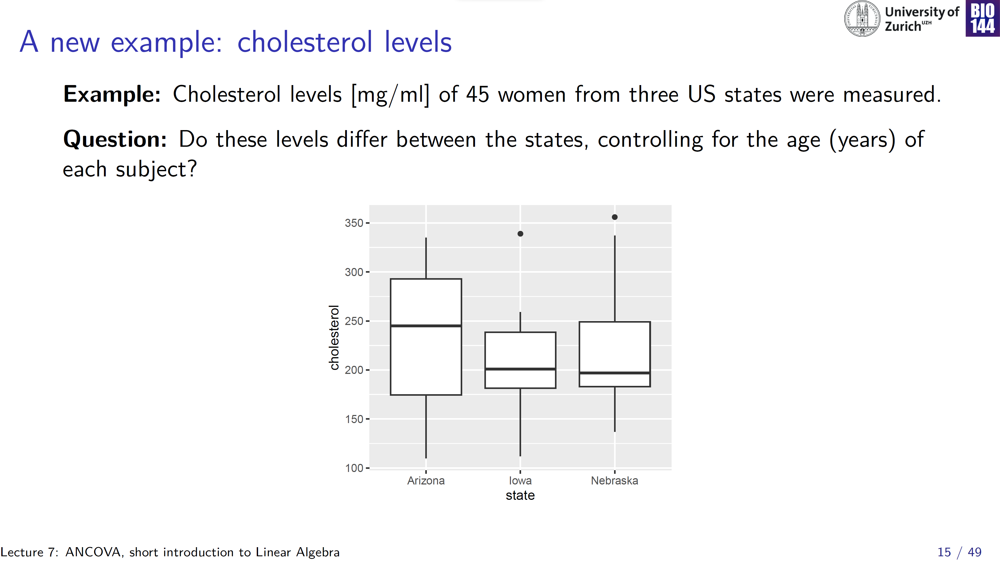 University of
Zurich UZH
BIO
144
A new example: cholesterol levels
Example: Cholesterol levels [mg/ml] of 45 women from three US states were measured.
Question: Do these levels differ between the states, controlling for the age (years) of
each subject?
350
300
250
200
150
100
cholesterol
Arizona Iowa Nebraska
state
Lecture 7: ANCOVA, short introduction to Linear Algebra
15 / 49